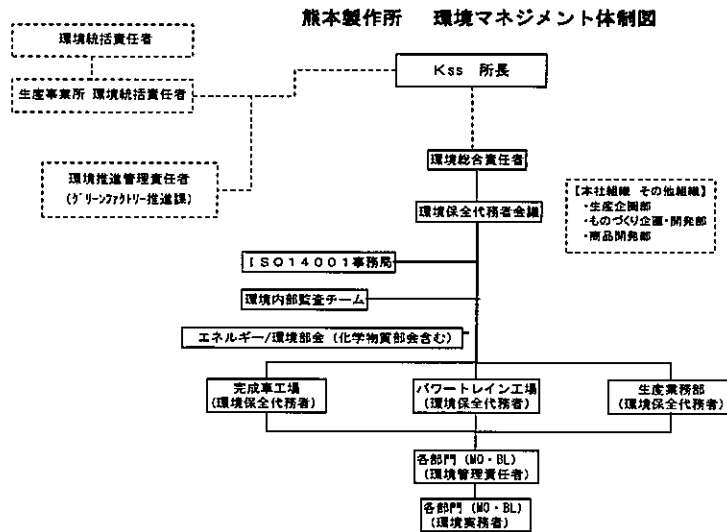 熊本製作所 環境マネジメント体制図
環境統括責任者
生産事業所 環境統括責任者
Kss 所長
環境推進管理責任者
(グリーンファクトリー推進課)
環境総合責任者
環境保全代務者会議
【本社組織 その他組織】
・生産企画部
・ものづくり企画・開発部
・商品開発部
ISO14001事務局
環境内部監査チーム
エネルギー/環境部会 (化学物質部会含む)
完成車工場
(環境保全代務者)
パワートレイン工場
(環境保全代務者)
生産業務部
(環境保全代務者)
各部門 (MO・BL)
(環境管理責任者)
各部門 (MO・BL)
(環境実務者)